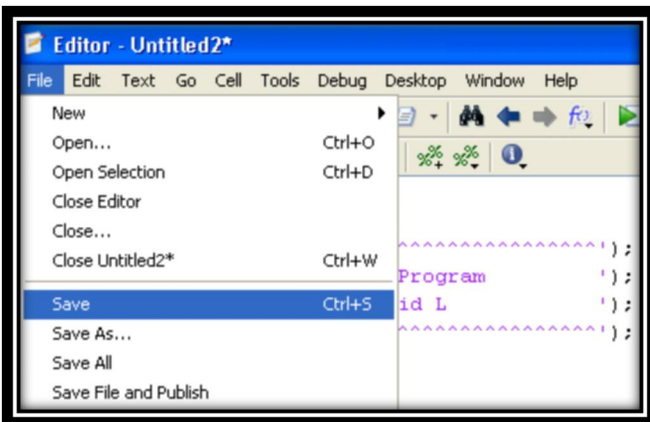 Editor - Untitled2*
File Edit Text Go Cell Tools Debug Desktop Window Help
New
Open... Ctrl+O
Open Selection Ctrl+D
Close Editor
Close...
Close Untitled2* Ctrl+W
Save Ctrl+S
Save As...
Save All
Save File and Publish
^^^^^^^^^^^^^^^^^');
Program ');
id L ');
^^^^^^^^^^^^^^^^^');